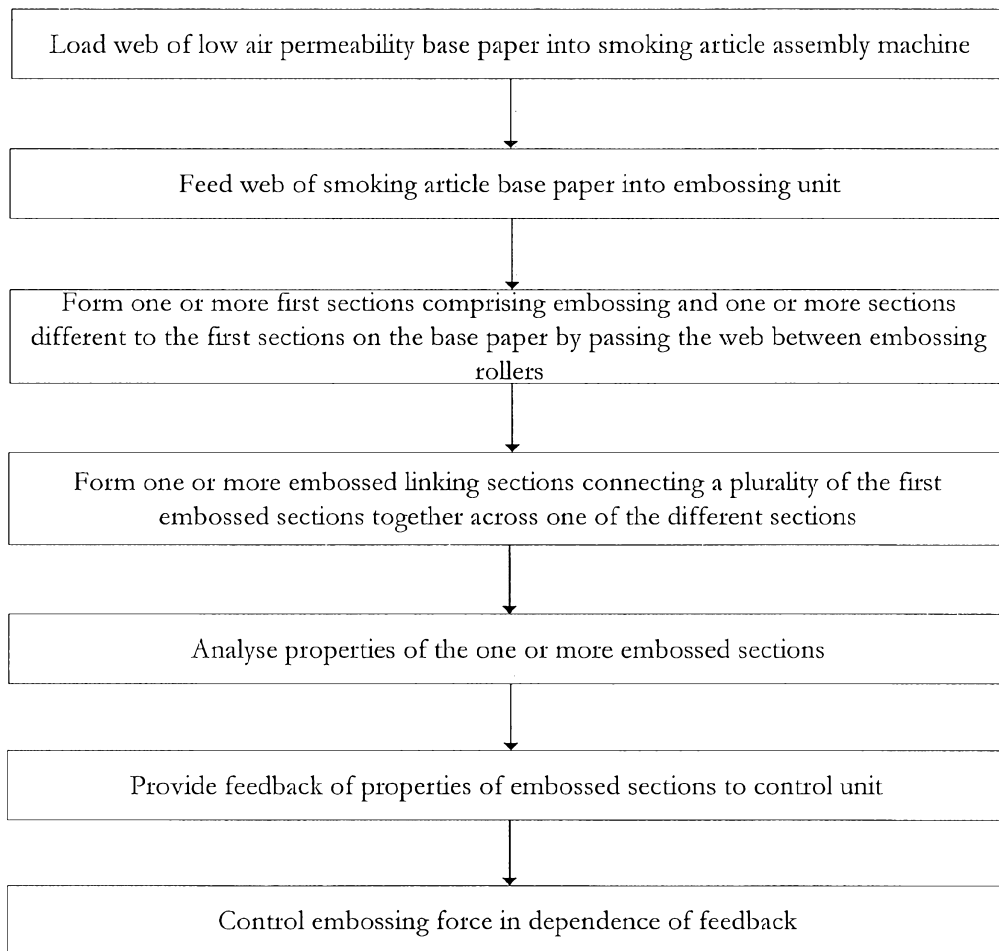 Load web of low air permeability base paper into smoking article assembly machine
Feed web of smoking article base paper into embossing unit
Form one or more first sections comprising embossing and one or more sections
different to the first sections on the base paper by passing the web between embossing
rollers
Form one or more embossed linking sections connecting a plurality of the first
embossed sections together across one of the different sections
Analyse properties of the one or more embossed sections
Provide feedback of properties of embossed sections to control unit
Control embossing force in dependence of feedback